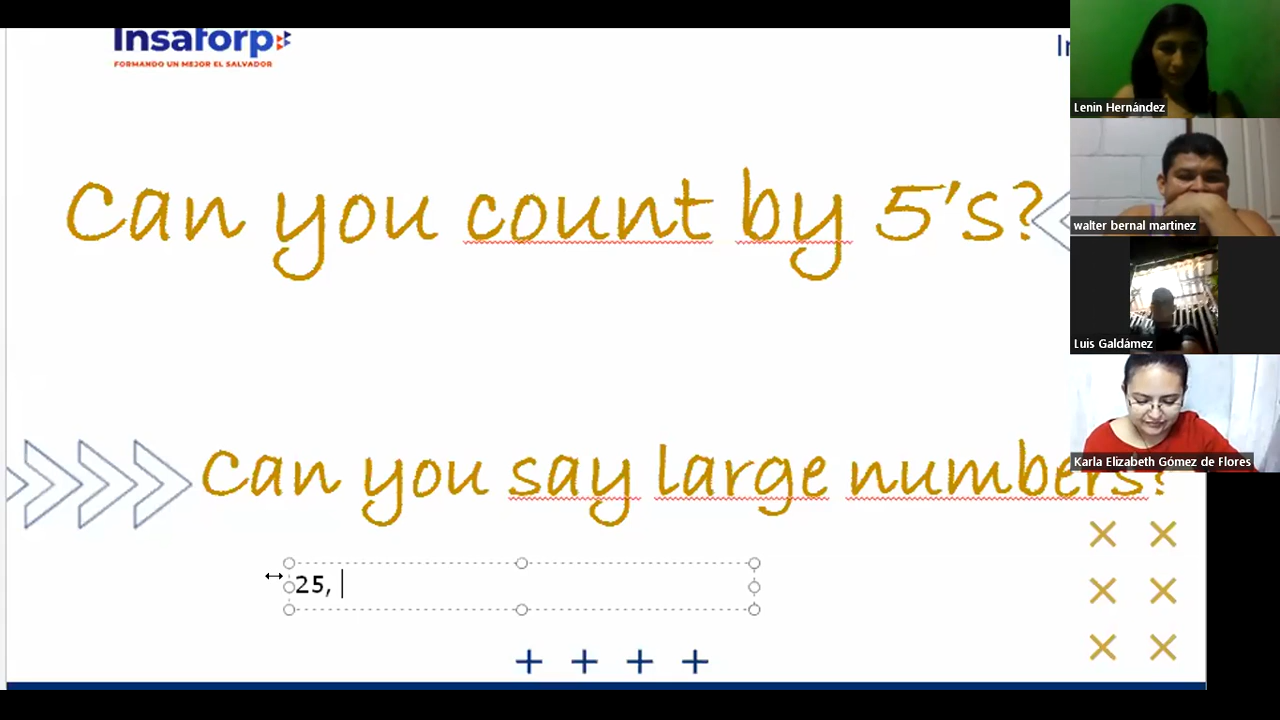 Insaforp
FORMANDO UN MEJOR EL SALVADOR
Can you count by 5's?
Can you say large numbers?
25,
Lenin Hernández
walter bernal martinez
Luis Galdámez
Karla Elizabeth Gómez de Flores